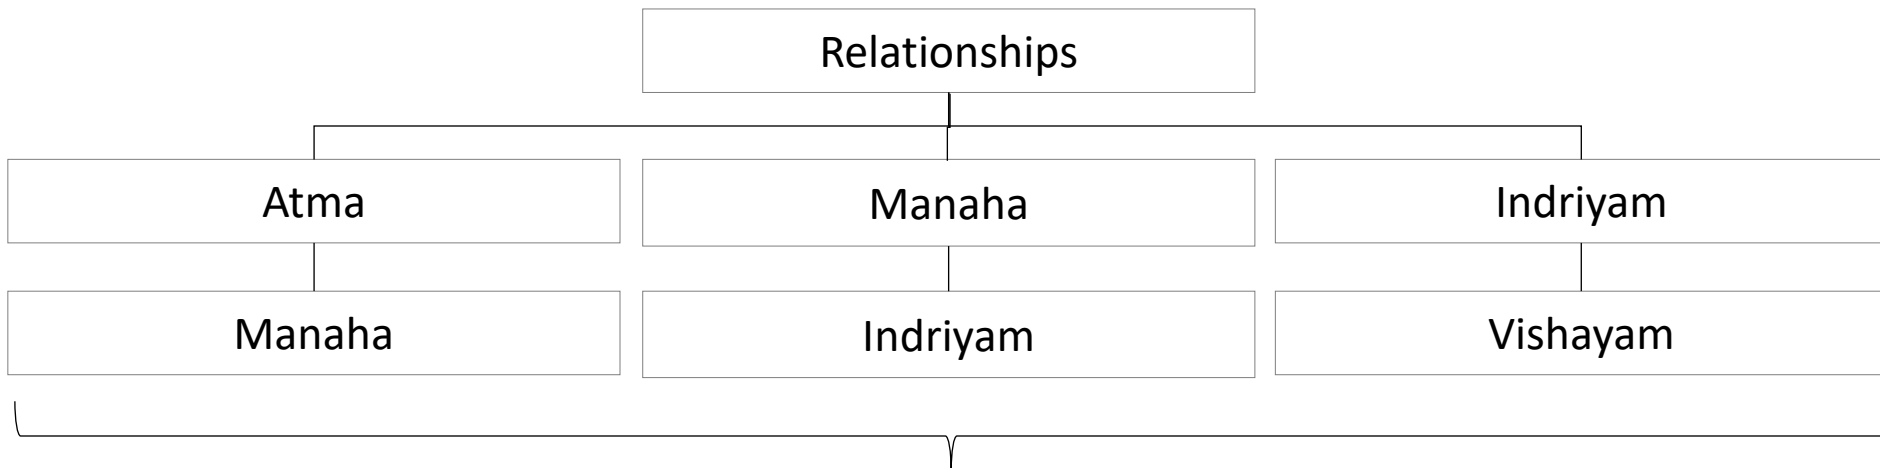 Relationships
Atma
Manaha
Indriyam
Manaha
Indriyam
Vishayam